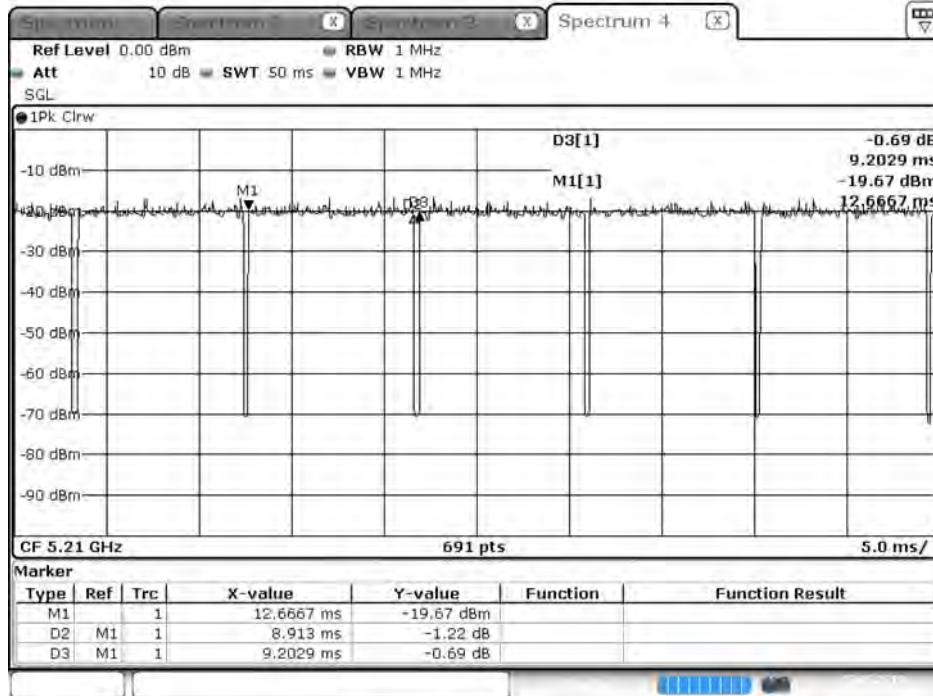 Spectrum 4
Ref Level 0.00 dBm RBW 1 MHz
Att 10 dB SWT 50 ms VBW 1 MHz
SGL
1Pk Clrw
D3[1] -0.69 dB
9.2029 ms
M1[1] -19.67 dBm
12.6667 ms
-10 dBm
M1
D3
-20 dBm
-30 dBm
-40 dBm
-50 dBm
-60 dBm
-70 dBm
-80 dBm
-90 dBm
CF 5.21 GHz 691 pts 5.0 ms/
Marker
Type Ref Trc X-value Y-value Function Function Result
M1 1 12.6667 ms -19.67 dBm
D2 M1 1 8.913 ms -1.22 dB
D3 M1 1 9.2029 ms -0.69 dB